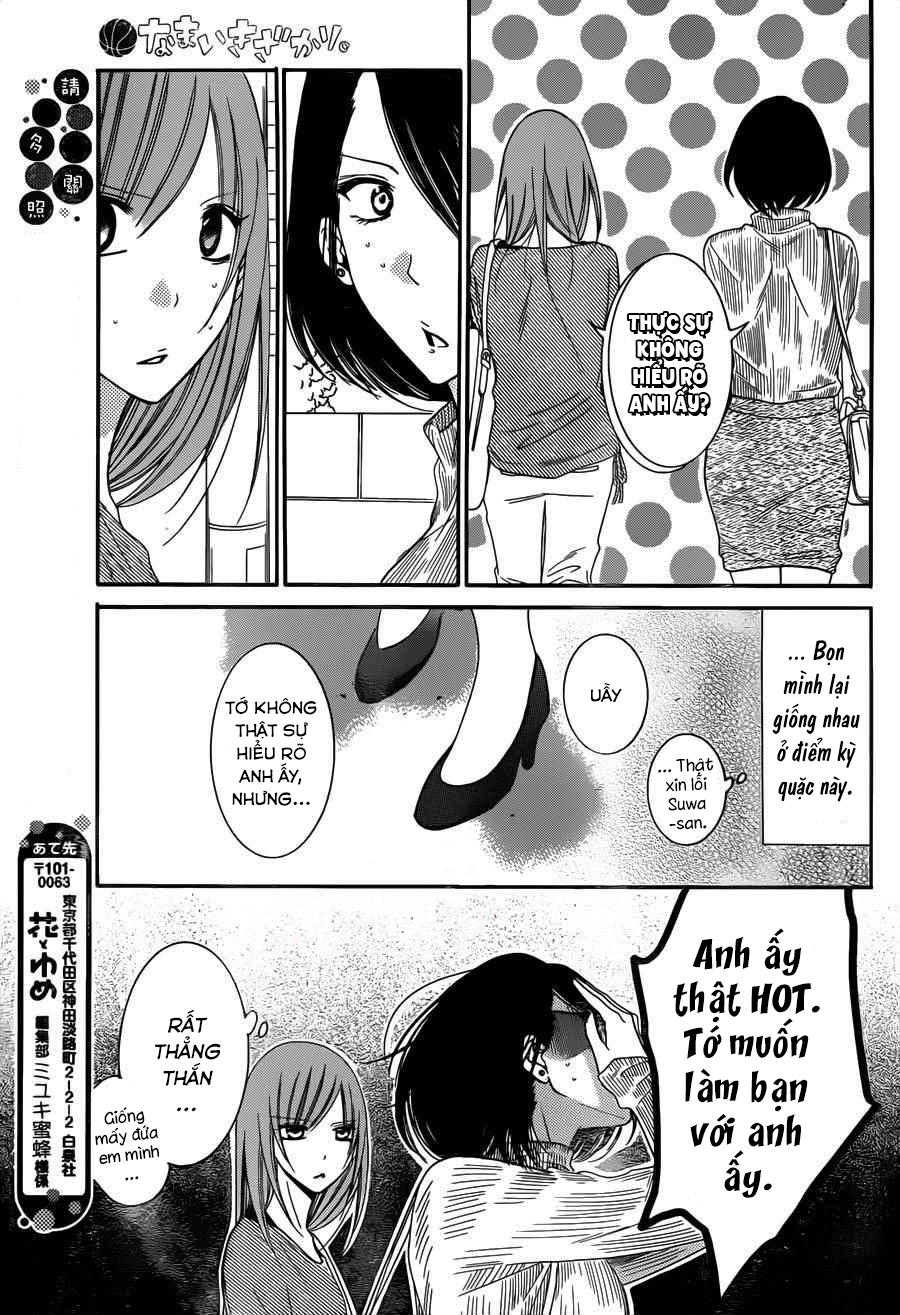 なまいきざかり。
請
多
關
照
THỰC SỰ
KHÔNG
HIỂU RÕ
ANH ẤY?
... Bọn
mình lại
giống nhau
ở điểm kỳ
quặc này.
UẦY
... Thật
xin lỗi
Suwa
-san.
TỚ KHÔNG
THẬT SỰ
HIỂU RÕ
ANH ẤY,
NHƯNG...
Anh ấy
thật HOT.
Tớ muốn
làm bạn
với anh
ấy.
RẤT
THẲNG
THẮN
...
Giống
mấy đứa
em mình ...
あて先
〒101-
0063
東京都千代田区神田淡路町2-2-2 白泉社
花とゆめ 編集部 ミユキ蜜蜂 様係